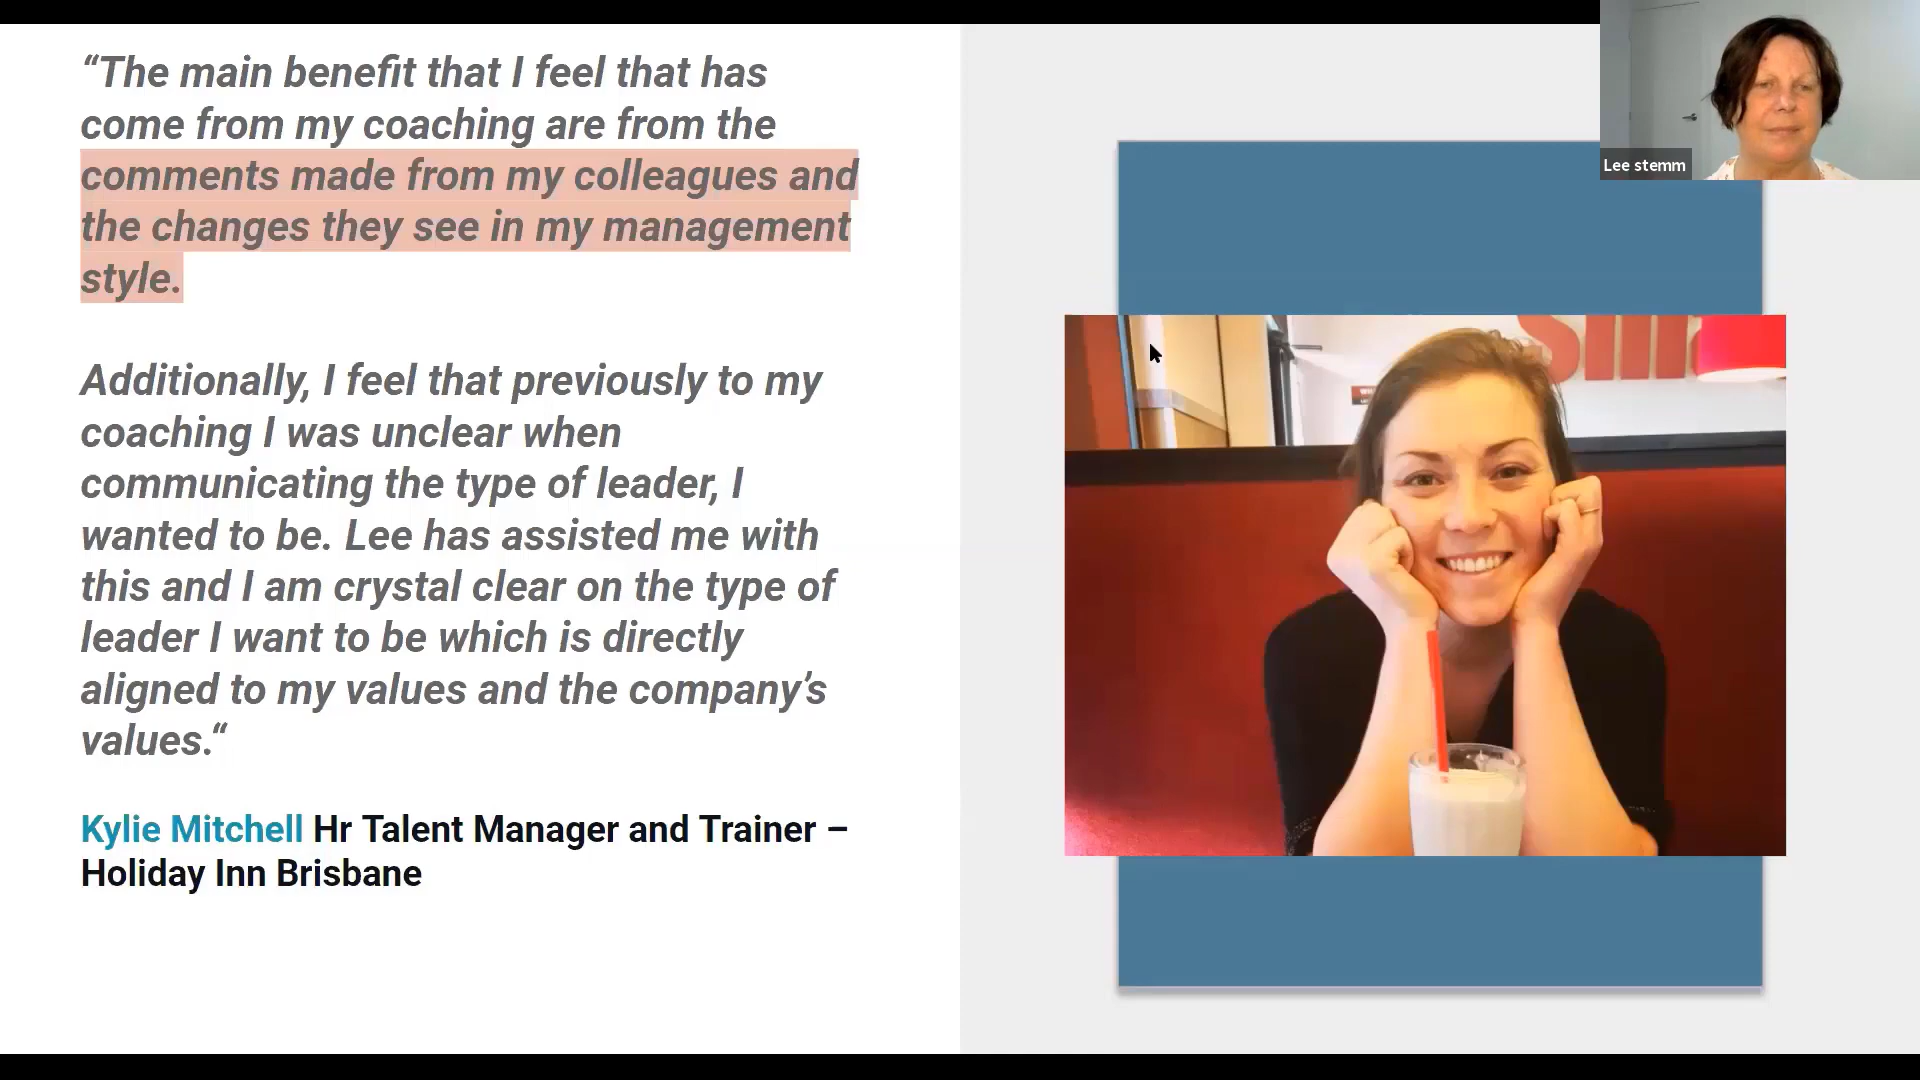 “The main benefit that I feel that has
come from my coaching are from the
comments made from my colleagues and
the changes they see in my management
style.
Additionally, I feel that previously to my
coaching I was unclear when
communicating the type of leader, I
wanted to be. Lee has assisted me with
this and I am crystal clear on the type of
leader I want to be which is directly
aligned to my values and the company’s
values.“
Kylie Mitchell Hr Talent Manager and Trainer –
Holiday Inn Brisbane
Lee stemm